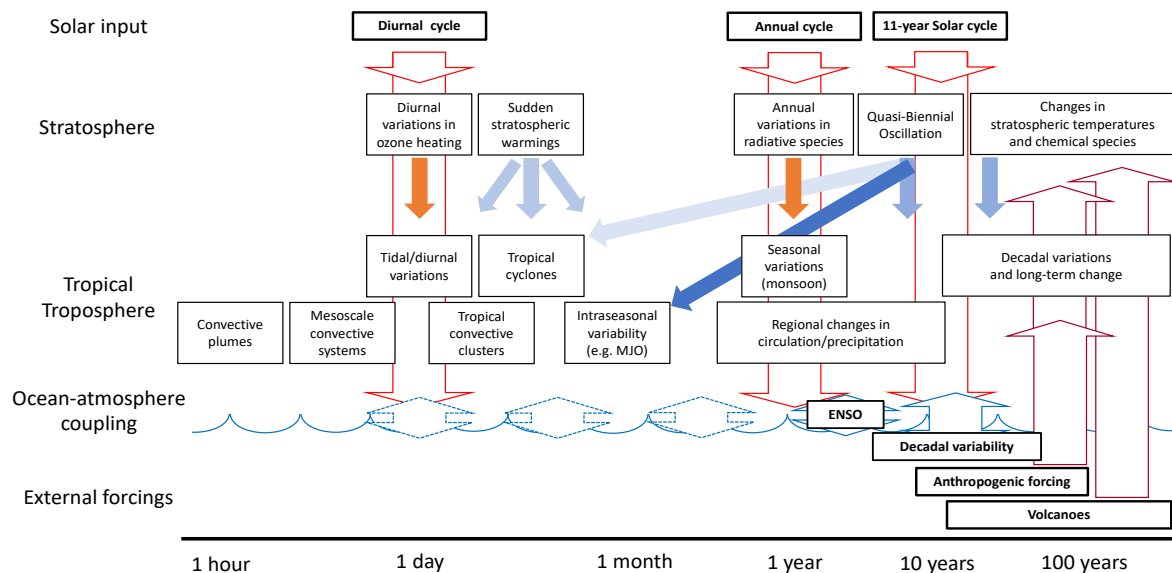 Solar input
Diurnal cycle
Annual cycle
11-year Solar cycle
Stratosphere
Diurnal
variations in
ozone heating
Sudden
stratospheric
warmings
Annual
variations in
radiative species
Quasi-Biennial
Oscillation
Changes in
stratospheric temperatures
and chemical species
Tropical
Troposphere
Tidal/diurnal
variations
Tropical
cyclones
Seasonal
variations
(monsoon)
Decadal variations
and long-term change
Convective
plumes
Mesoscale
convective
systems
Tropical
convective
clusters
Intraseasonal
variability
(e.g. MJO)
Regional changes in
circulation/precipitation
Ocean-atmosphere
coupling
ENSO
Decadal variability
External forcings
Anthropogenic forcing
Volcanoes
1 hour
1 day
1 month
1 year
10 years
100 years